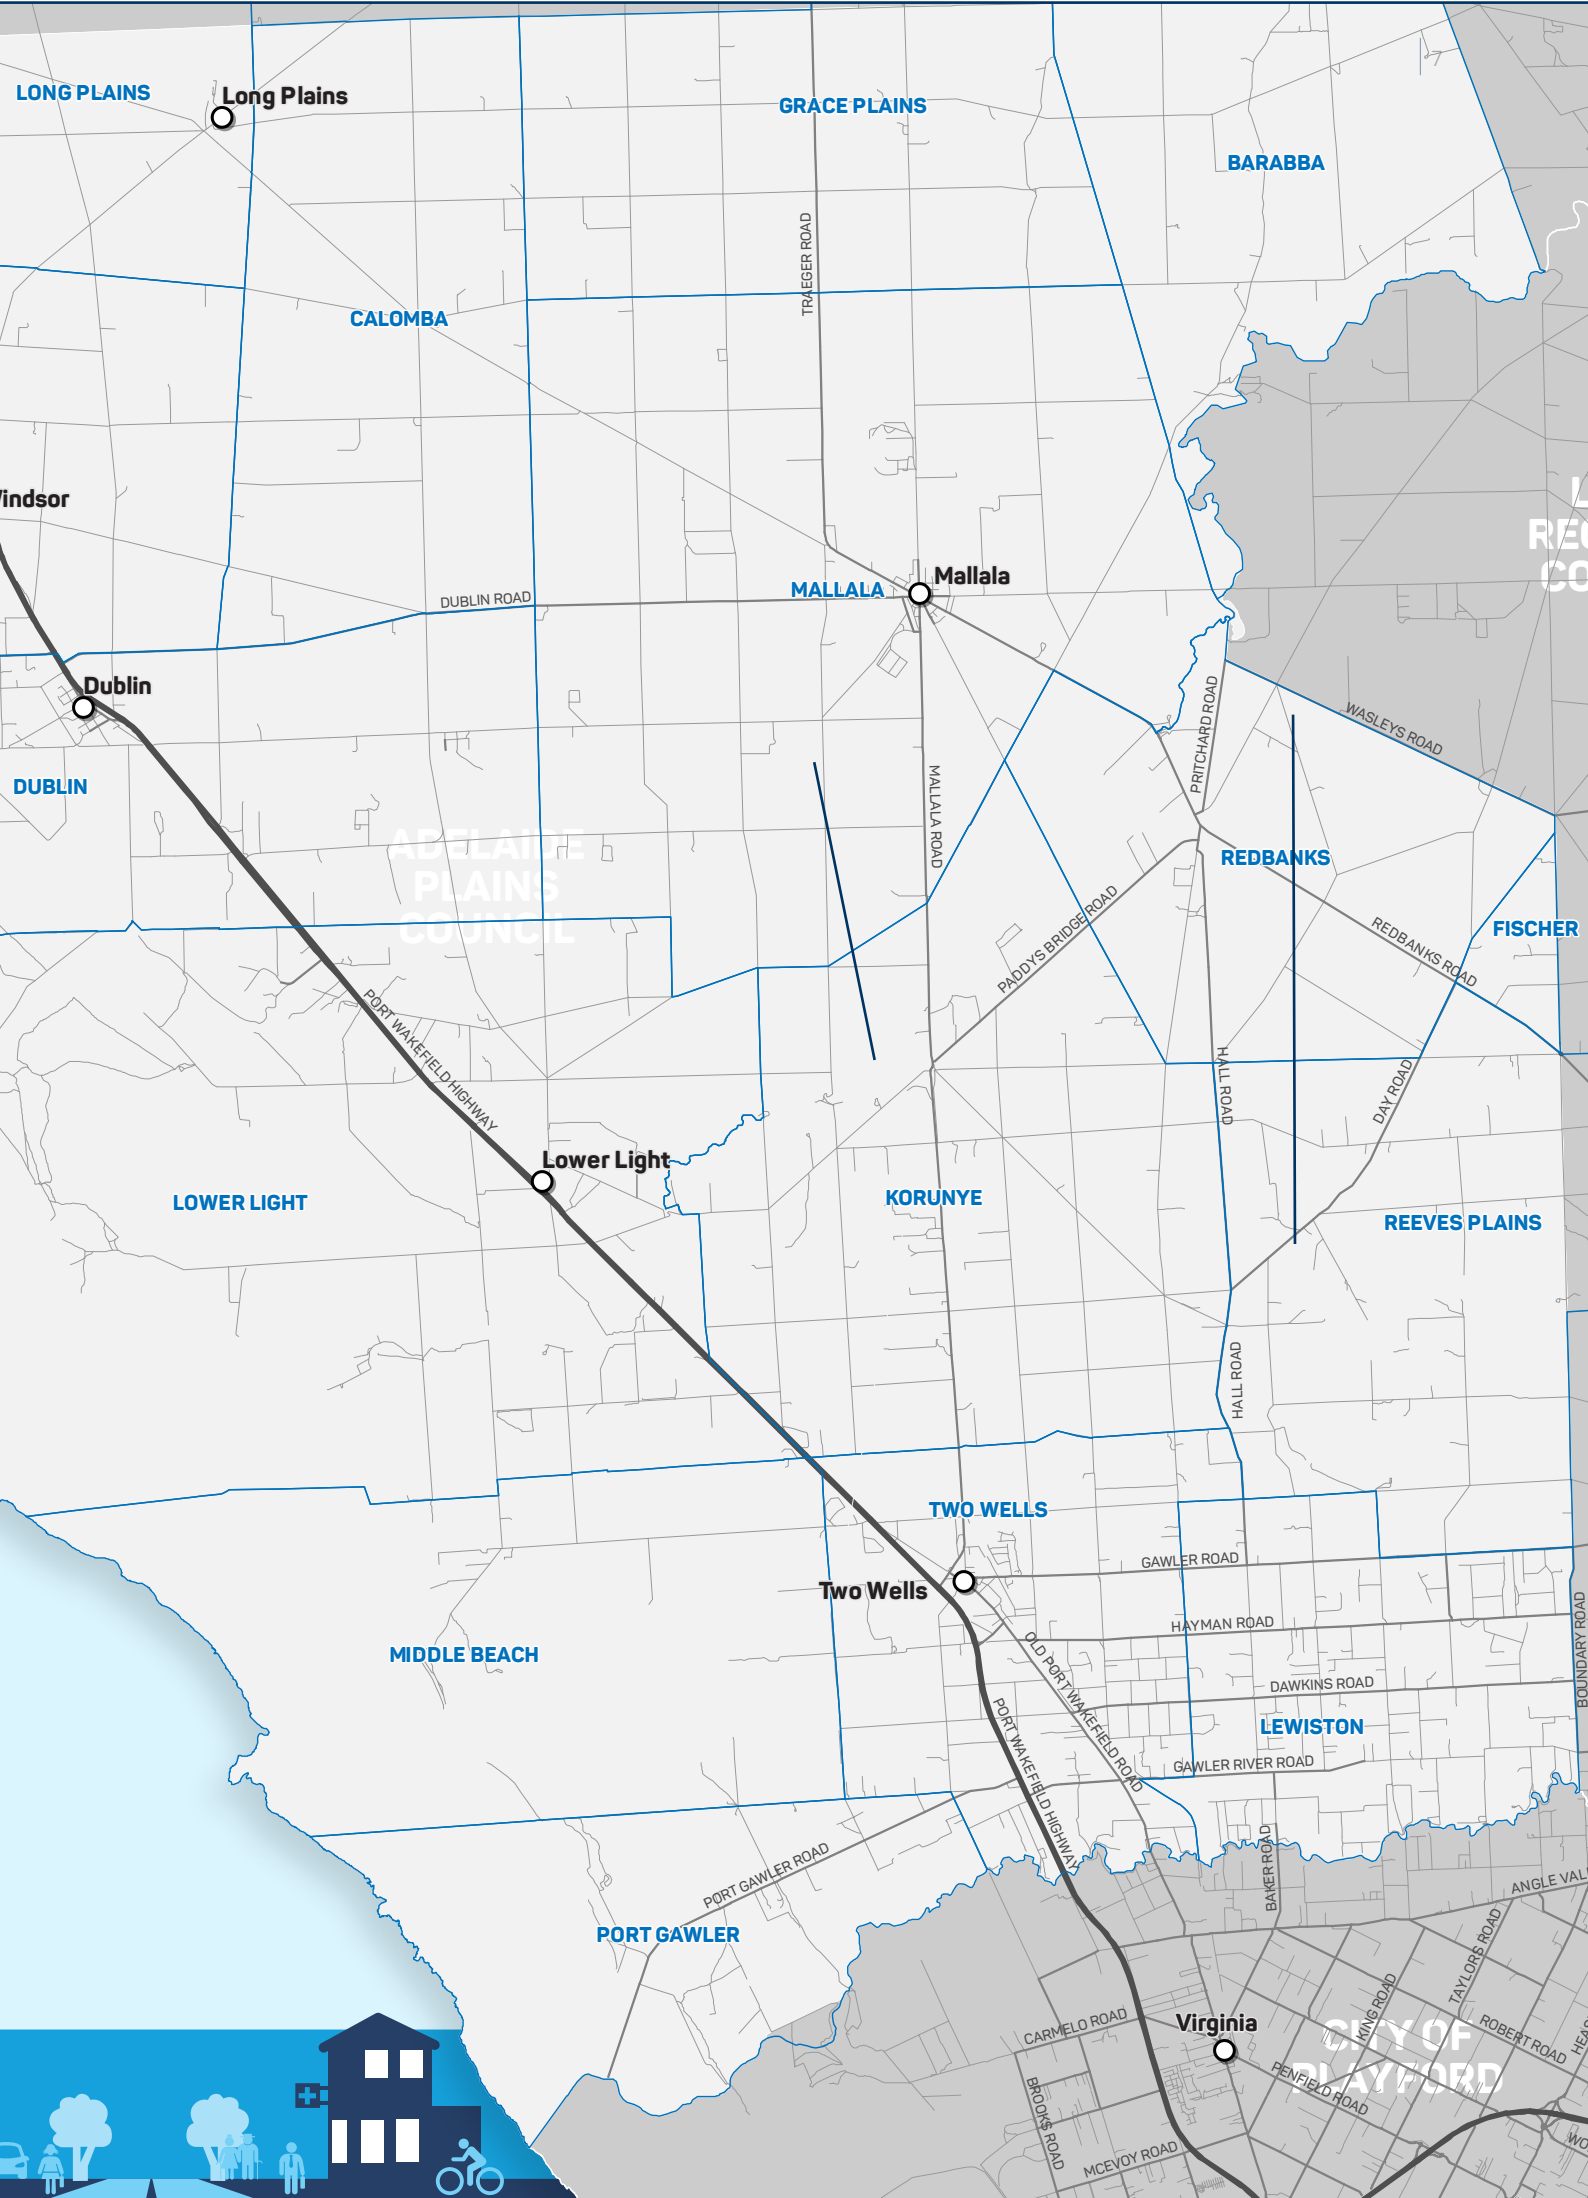 LONG PLAINS
Long Plains
GRACE PLAINS
BARABBA
TRAEGER ROAD
CALOMBA
indsor
Mallala
MALLALA
DUBLIN ROAD
Dublin
DUBLIN
PRITCHARD ROAD
WASLEYS ROAD
MALLALA ROAD
ADELAIDE
PLAINS
COUNCIL
REDBANKS
PADDYS BRIDGE ROAD
REDBANKS ROAD
FISCHER
PORT WAKEFIELD HIGHWAY
HALL ROAD
DAY ROAD
Lower Light
LOWER LIGHT
KORUNYE
REEVES PLAINS
HALL ROAD
TWO WELLS
GAWLER ROAD
Two Wells
HAYMAN ROAD
BOUNDARY ROAD
MIDDLE BEACH
OLD PORT WAKEFIELD ROAD
DAWKINS ROAD
LEWISTON
PORT WAKEFIELD HIGHWAY
GAWLER RIVER ROAD
PORT GAWLER ROAD
BAKER ROAD
PORT GAWLER
TAYLORS ROAD
KING ROAD
CARMELO ROAD
Virginia
CITY OF
PLAYFORD
ROBERT ROAD
PENFIELD ROAD
BROOKS ROAD
MCEVOY ROAD